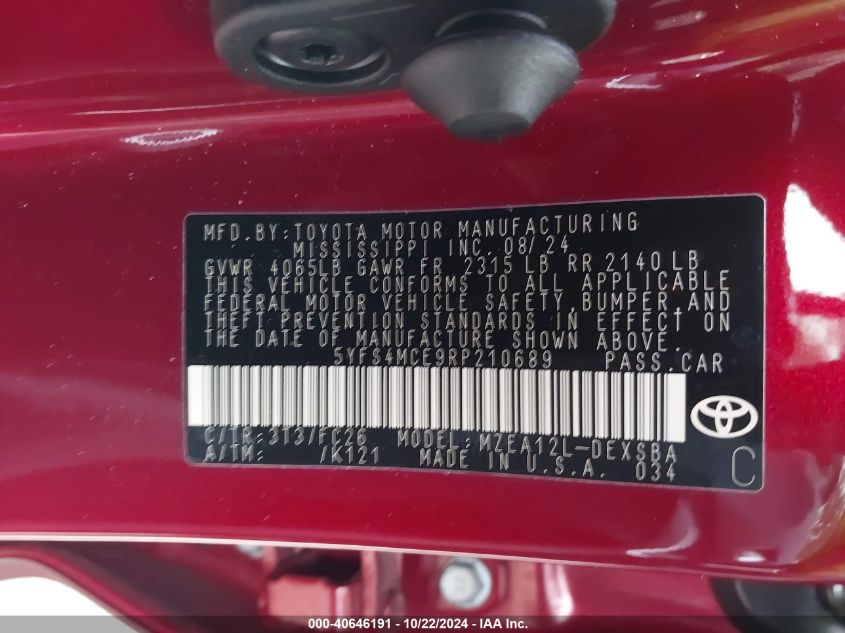 MFD.BY:TOYOTA MOTOR MANUFACTURING
MISSISSIPPI INC. 08/24
GVWR 4065LB GAWR FR 2315 LB RR 2140 LB
THIS VEHICLE CONFORMS TO ALL APPLICABLE
FEDERAL MOTOR VEHICLE SAFETY,BUMPER,AND
THEFT PREVENTION STANDARDS IN EFFECT ON
THE DATE OF MANUFACTURE SHOWN ABOVE.
5YFS4MCE9RP210689 PASS.CAR
C/TR:3T37/FC26 MODEL:MZEA12L-DEXSBA
A/TM: /K121 MADE IN U.S.A. 034
C
000-40646191 - 10/22/2024 - IAA Inc.